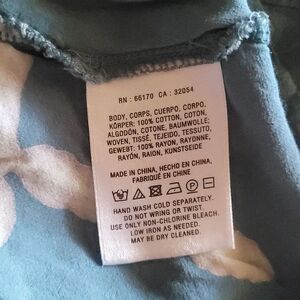 RN : 66170 CA : 32054
BODY, CORPS, CUERPO, CORPO,
KÖRPER: 100% COTTON, COTON,
ALGODÓN, COTONE, BAUMWOLLE;
WOVEN, TISSÉ, TEJIDO, TESSUTO,
GEWEBT: 100% RAYON, RAYONNE,
RAYÓN, RAION, KUNSTSEIDE
MADE IN CHINA, HECHO EN CHINA,
FABRIQUÉ EN CHINE
HAND WASH COLD SEPARATELY.
DO NOT WRING OR TWIST.
USE ONLY NON-CHLORINE BLEACH.
LOW IRON AS NEEDED.
MAY BE DRY CLEANED.